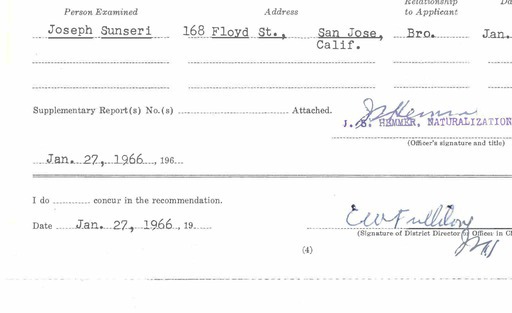 Relationship
Person Examined Address to Applicant Da
Joseph Sunseri 168 Floyd St., San Jose, Bro. Jan.
Calif.
Supplementary Report(s) No.(s) Attached.
J. S. HEMMER, NATURALIZATION
(Officer's signature and title)
Jan. 27, 1966, 196
I do concur in the recommendation.
Date Jan. 27, 1966, 19
(Signature of District Director or Officer in Ch
(4)